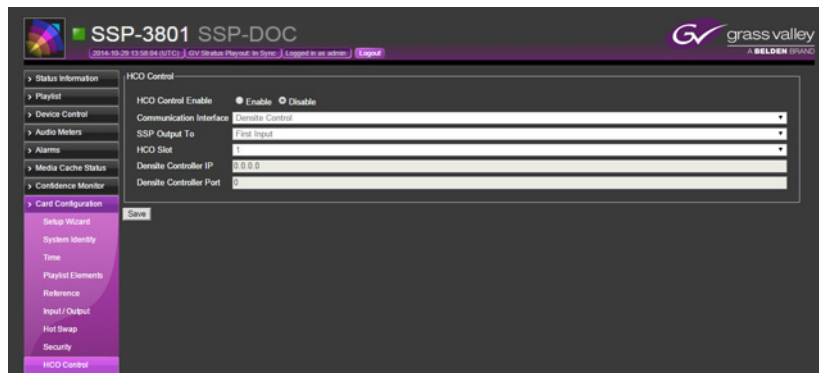 SSP-3801 SSP-DOC
2014-10-29 13:58:04 (UTC) GV Stratus Playout: In Sync Logged in as admin Logout
GV grass valley
A BELDEN BRAND
> Status Information
> Playlist
> Device Control
> Audio Meters
> Alarms
> Media Cache Status
> Confidence Monitor
> Card Configuration
Setup Wizard
System Identity
Time
Playlist Elements
Reference
Input / Output
Hot Swap
Security
HCO Control
HCO Control
HCO Control Enable Enable Disable
Communication Interface Densite Control
SSP Output To First Input
HCO Slot 1
Densite Controller IP 0.0.0.0
Densite Controller Port 0
Save